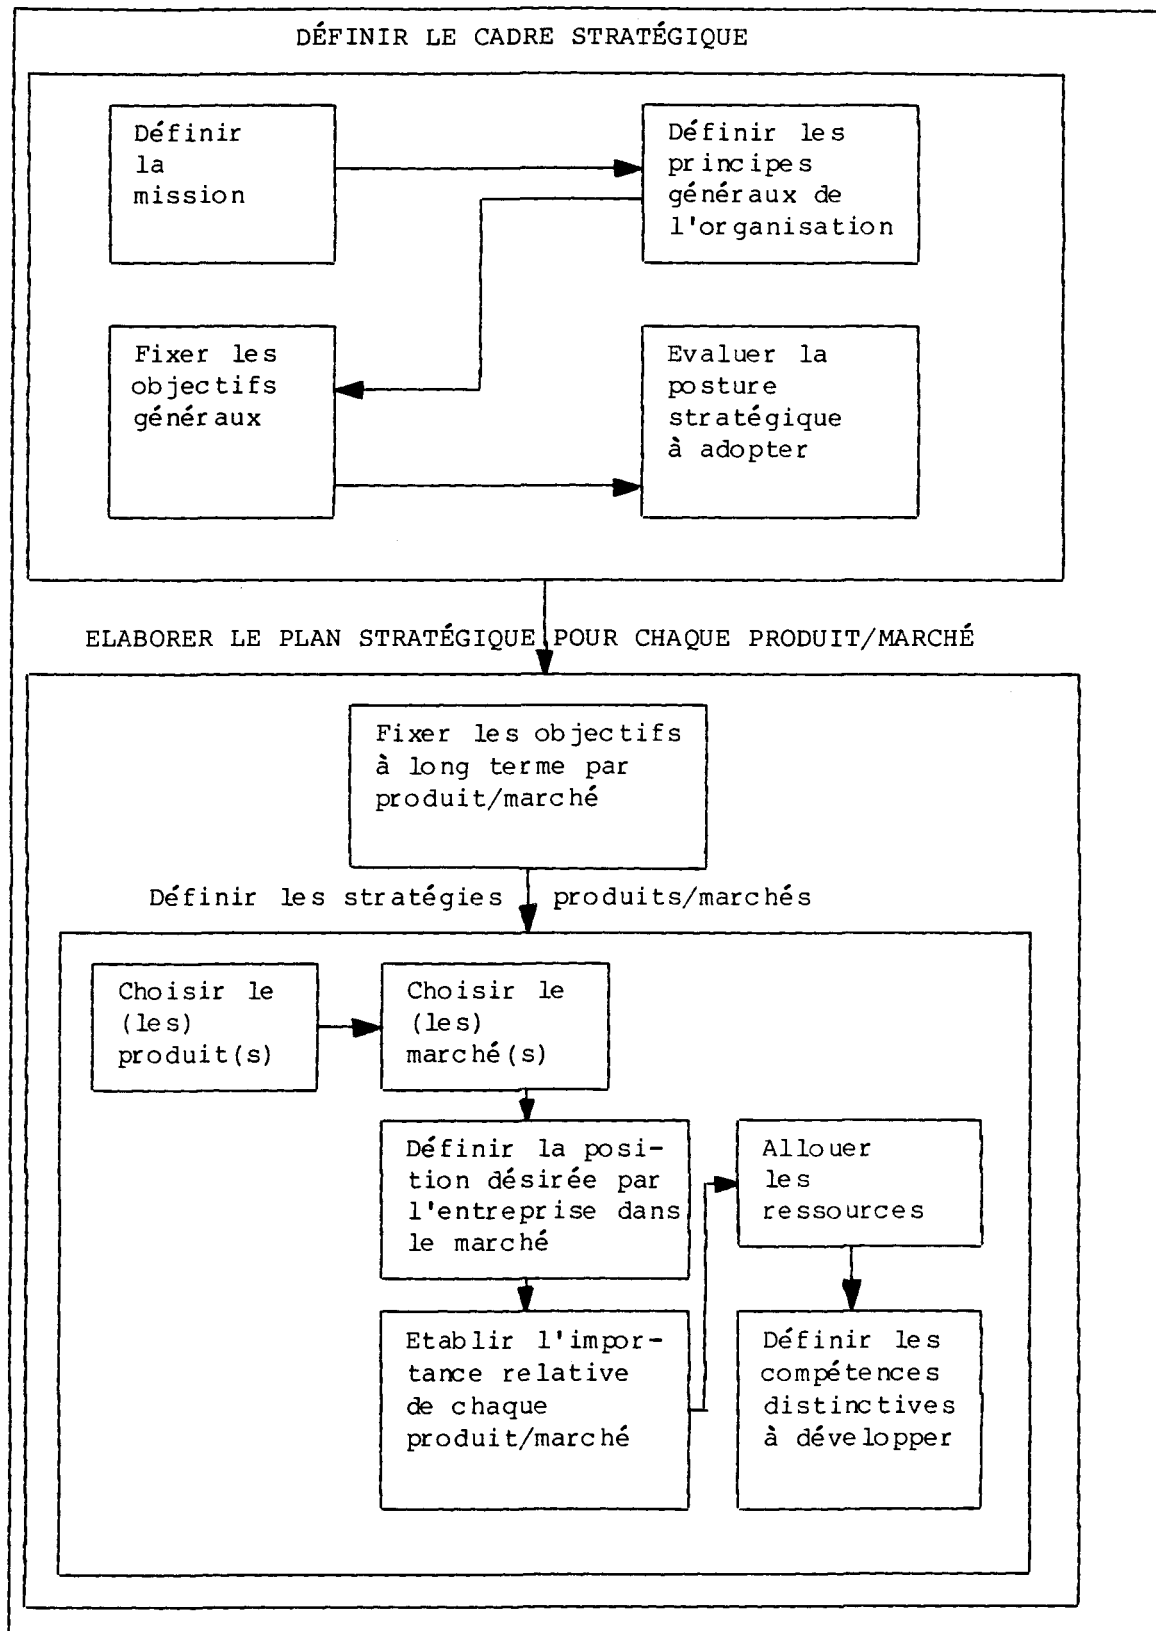 DÉFINIR LE CADRE STRATÉGIQUE
Définir
la
mission
Définir les
principes
généraux de
l'organisation
Fixer les
objectifs
généraux
Evaluer la
posture
stratégique
à adopter
ELABORER LE PLAN STRATÉGIQUE POUR CHAQUE PRODUIT/MARCHÉ
Fixer les objectifs
à long terme par
produit/marché
Définir les stratégies produits/marchés
Choisir le
(les)
produit(s)
Choisir le
(les)
marché(s)
Définir la posi-
tion désirée par
l'entreprise dans
le marché
Etablir l'impor-
tance relative
de chaque
produit/marché
Allouer
les
ressources
Définir les
compétences
distinctives
à développer